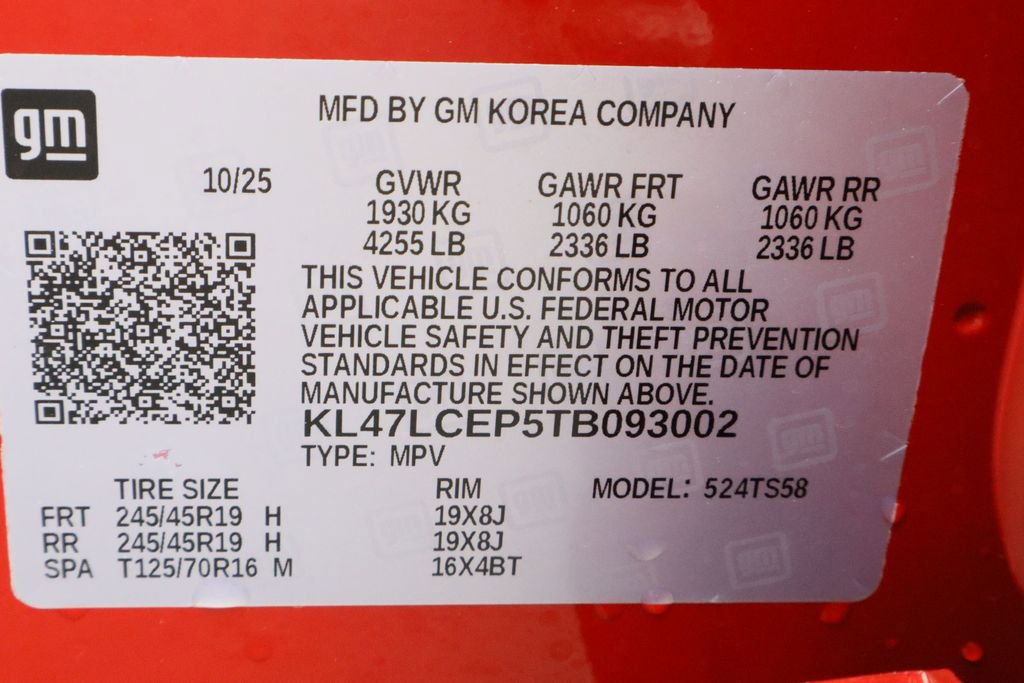 gm
MFD BY GM KOREA COMPANY
10/25 GVWR GAWR FRT GAWR RR
1930 KG 1060 KG 1060 KG
4255 LB 2336 LB 2336 LB
THIS VEHICLE CONFORMS TO ALL
APPLICABLE U.S. FEDERAL MOTOR
VEHICLE SAFETY AND THEFT PREVENTION
STANDARDS IN EFFECT ON THE DATE OF
MANUFACTURE SHOWN ABOVE.
KL47LCEP5TB093002
TYPE: MPV
TIRE SIZE RIM MODEL: 524TS58
FRT 245/45R19 H 19X8J
RR 245/45R19 H 19X8J
SPA T125/70R16 M 16X4BT